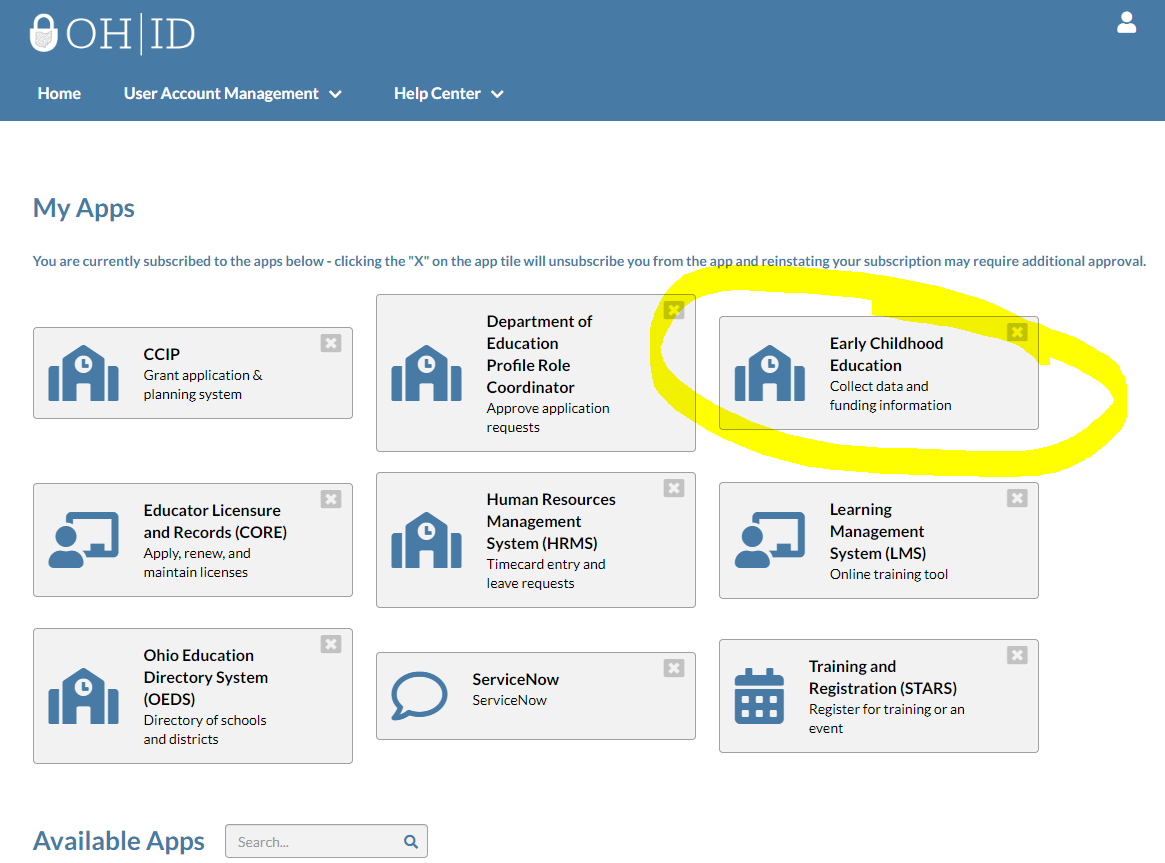 OH|ID
Home User Account Management Help Center
My Apps
You are currently subscribed to the apps below - clicking the "X" on the app tile will unsubscribe you from the app and reinstating your subscription may require additional approval.
CCIP
Grant application &
planning system
Department of
Education
Profile Role
Coordinator
Approve application
requests
Early Childhood
Education
Collect data and
funding information
Educator Licensure
and Records (CORE)
Apply, renew, and
maintain licenses
Human Resources
Management
System (HRMS)
Timecard entry and
leave requests
Learning
Management
System (LMS)
Online training tool
Ohio Education
Directory System
(OEDS)
Directory of schools
and districts
ServiceNow
ServiceNow
Training and
Registration (STARS)
Register for training or an
event
Available Apps Search...